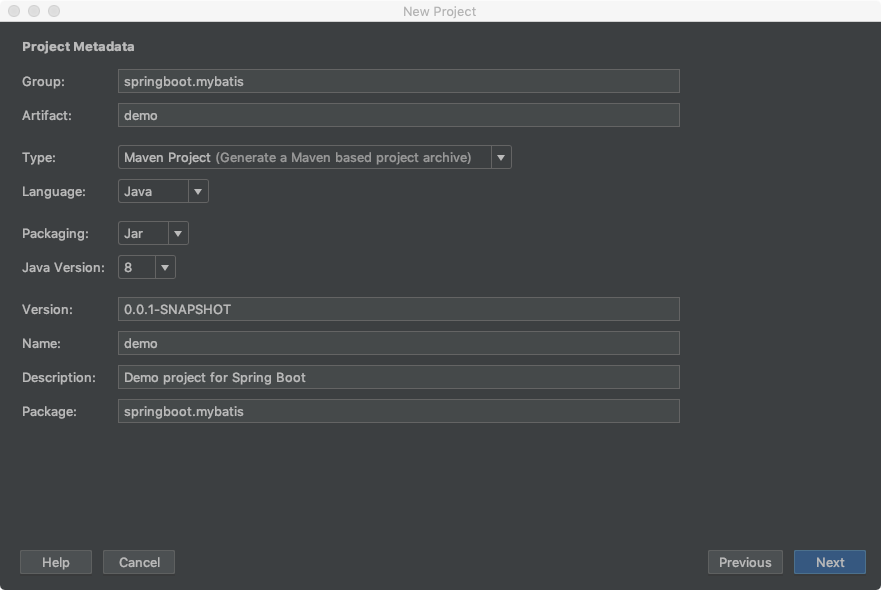 New Project
Project Metadata
Group: springboot.mybatis
Artifact: demo
Type: Maven Project (Generate a Maven based project archive)
Language: Java
Packaging: Jar
Java Version: 8
Version: 0.0.1-SNAPSHOT
Name: demo
Description: Demo project for Spring Boot
Package: springboot.mybatis
Help Cancel Previous Next